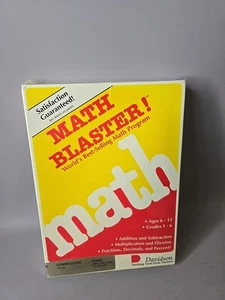 Satisfaction
Guaranteed!
MATH
BLASTER!™
World's Best-Selling Math Program
math
• Ages 6 - 12
• Grades 1 - 6
• Addition and Subtraction
• Multiplication and Division
• Fractions, Decimals, and Percents
Davidson